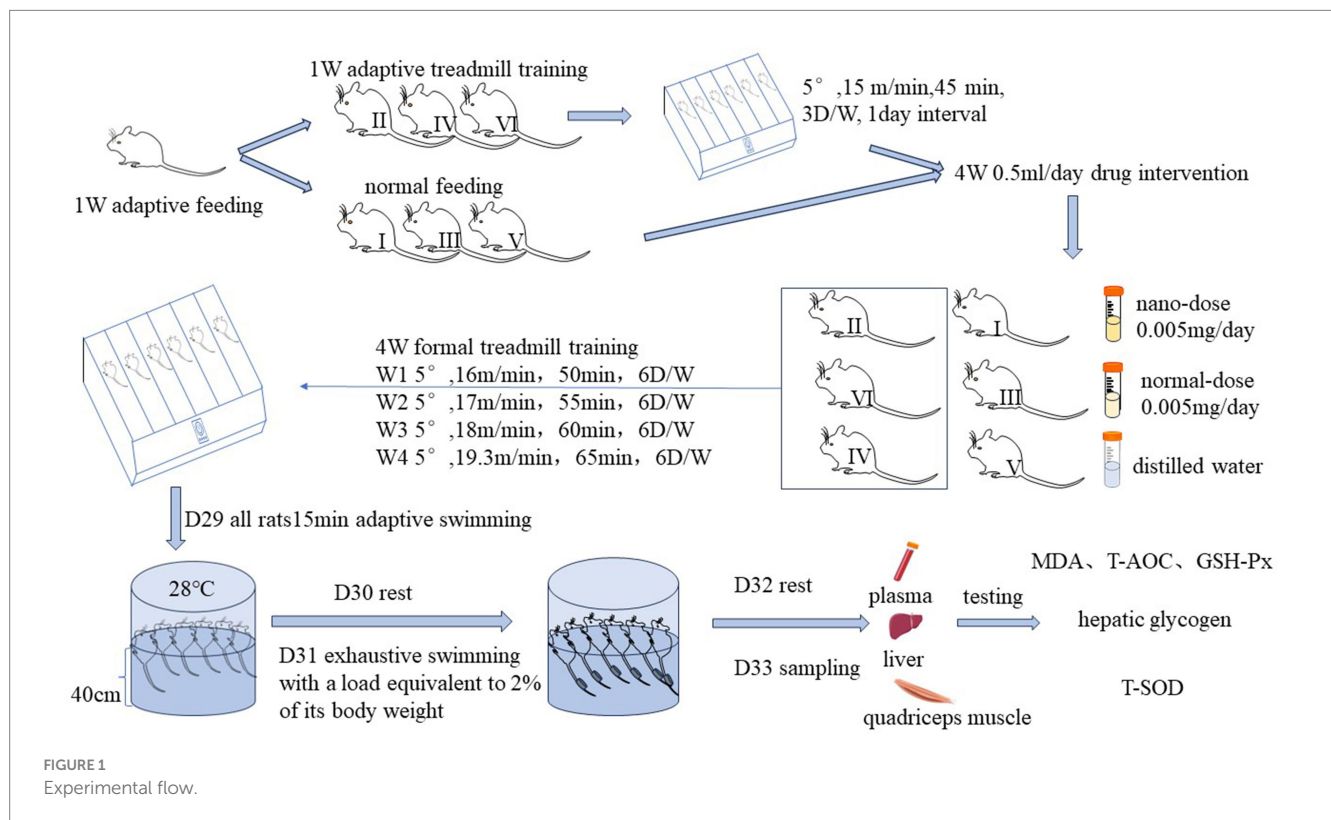 1W adaptive treadmill training
II IV VI
5° ,15 m/min,45 min,
3D/W, 1day interval
1W adaptive feeding
normal feeding
I III V
4W 0.5ml/day drug intervention
II I
VI III
IV V
nano-dose
0.005mg/day
normal-dose
0.005mg/day
distilled water
4W formal treadmill training
W1 5° ,16m/min，50min，6D/W
W2 5° ,17m/min，55min，6D/W
W3 5° ,18m/min，60min，6D/W
W4 5° ,19.3m/min，65min，6D/W
D29 all rats15min adaptive swimming
28℃
40cm
D30 rest
D31 exhaustive swimming
with a load equivalent to 2%
of its body weight
D32 rest
D33 sampling
plasma
liver
quadriceps muscle
testing
MDA、T-AOC、GSH-Px
hepatic glycogen
T-SOD
FIGURE 1
Experimental flow.